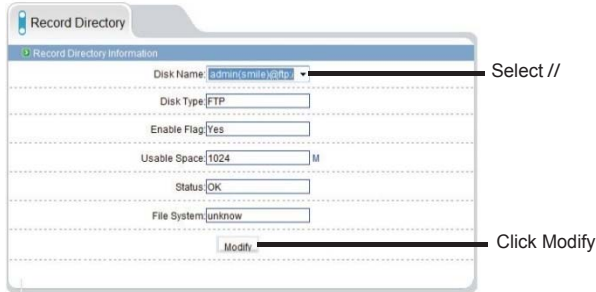 Record Directory
Record Directory Information
Disk Name: admin(smile)@ftp.
Select //
Disk Type: FTP
Enable Flag: Yes
Usable Space: 1024 M
Status: OK
File System: unknow
Modify
Click Modify